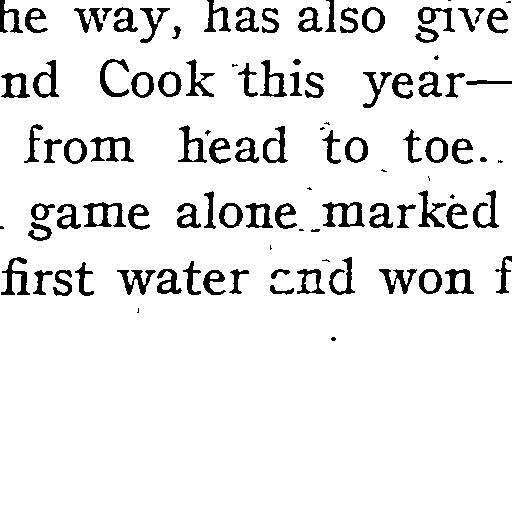 he way, has also give
nd Cook this year—
from head to toe.
game alone marked
first water and won f